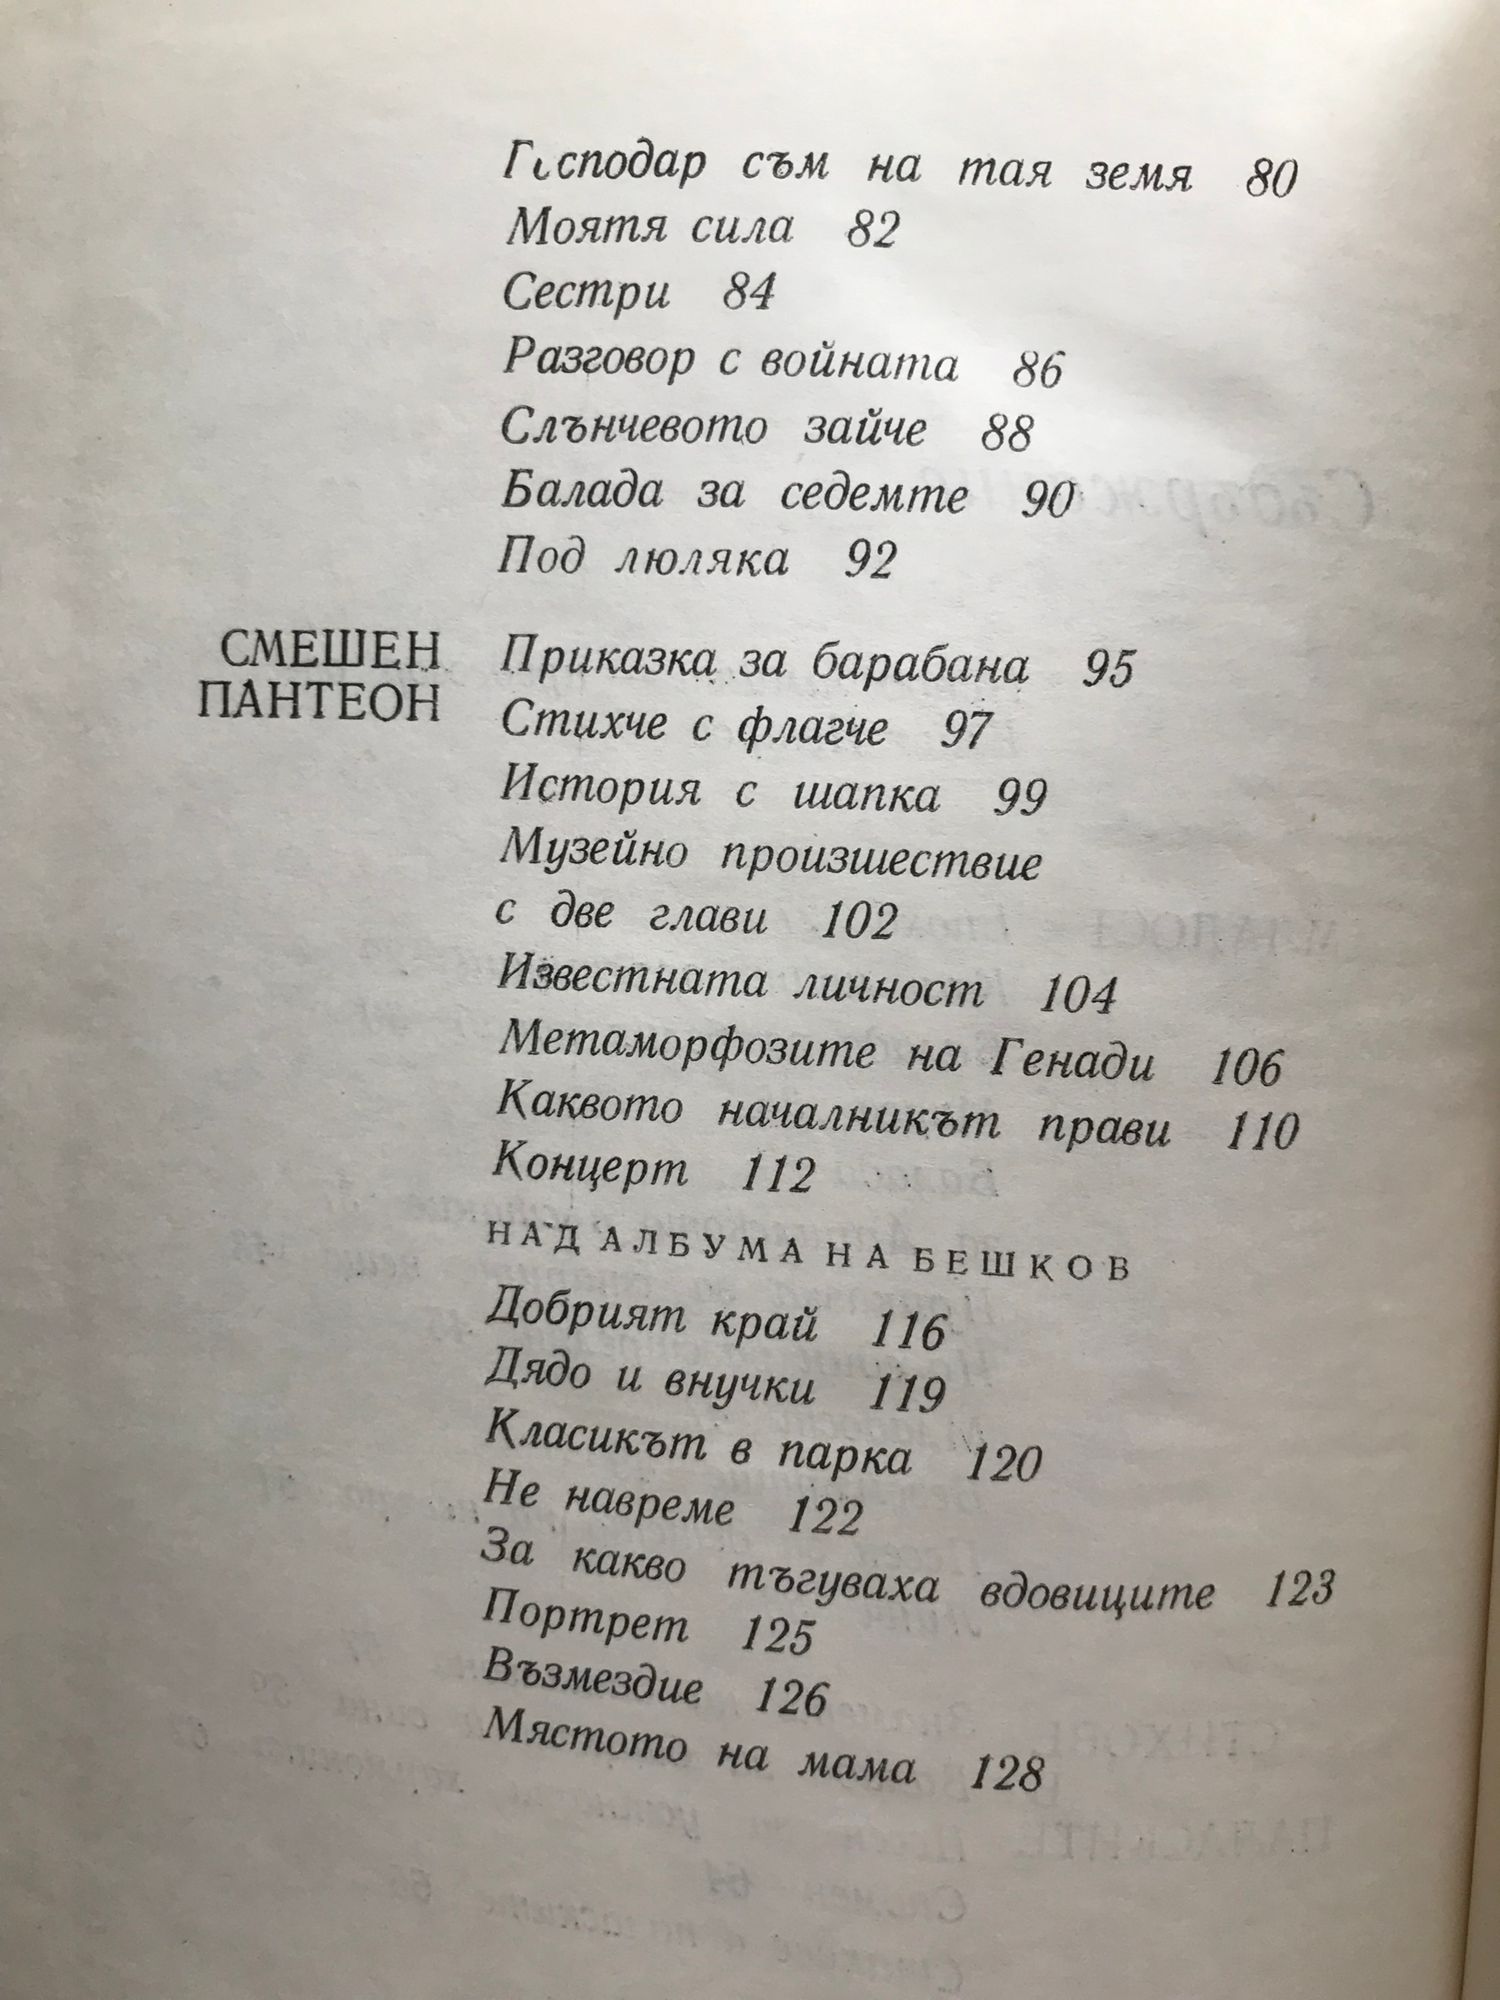 Господар съм на тая земя 80
Моятя сила 82
Сестри 84
Разговор с войната 86
Слънчевото зайче 88
Балада за седемте 90
Под люляка 92
СМЕШЕН
ПАНТЕОН
Приказка за барабана 95
Стихче с флагче 97
История с шапка 99
Музейно произшествие
с две глави 102
Известната личност 104
Метаморфозите на Генади 106
Каквото началникът прави 110
Концерт 112
НАД АЛБУМА НА БЕШКОВ
Добрият край 116
Дядо и внучки 119
Класикът в парка 120
Не навреме 122
За какво тъгуваха вдовиците 123
Портрет 125
Възмездие 126
Мястото на мама 128